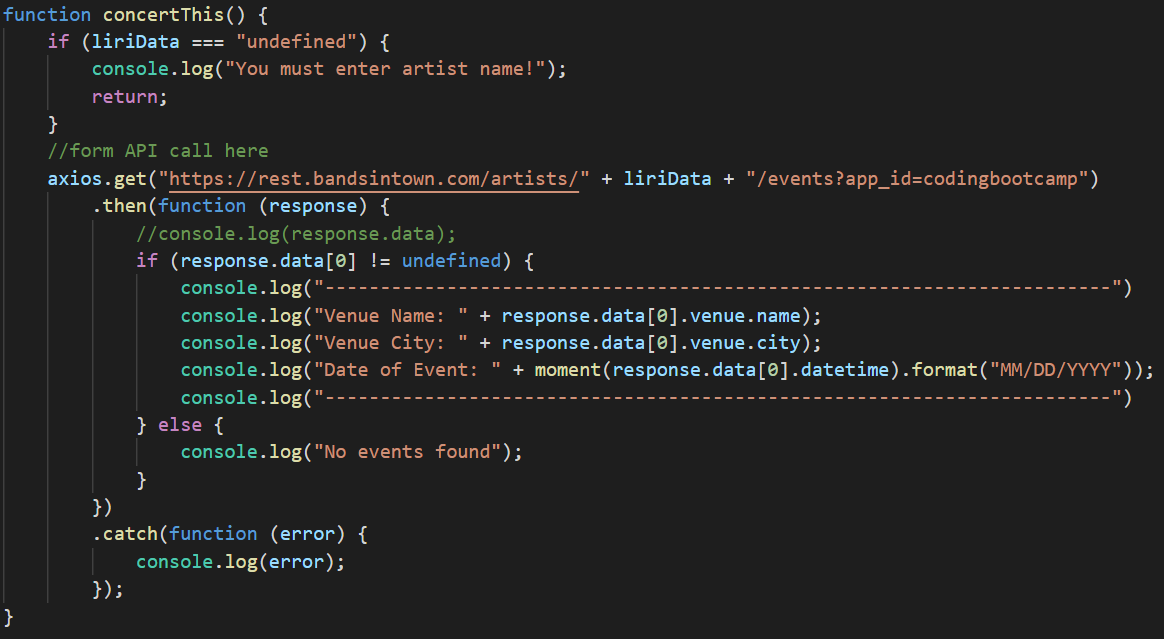 function concertThis() {
    if (liriData === "undefined") {
        console.log("You must enter artist name!");
        return;
    }
    //form API call here
    axios.get("https://rest.bandsintown.com/artists/" + liriData + "/events?app_id=codingbootcamp")
        .then(function (response) {
            //console.log(response.data);
            if (response.data[0] != undefined) {
                console.log("-----------------------------------------------------------------------")
                console.log("Venue Name: " + response.data[0].venue.name);
                console.log("Venue City: " + response.data[0].venue.city);
                console.log("Date of Event: " + moment(response.data[0].datetime).format("MM/DD/YYYY"));
                console.log("-----------------------------------------------------------------------")
            } else {
                console.log("No events found");
            }
        })
        .catch(function (error) {
            console.log(error);
        });
}